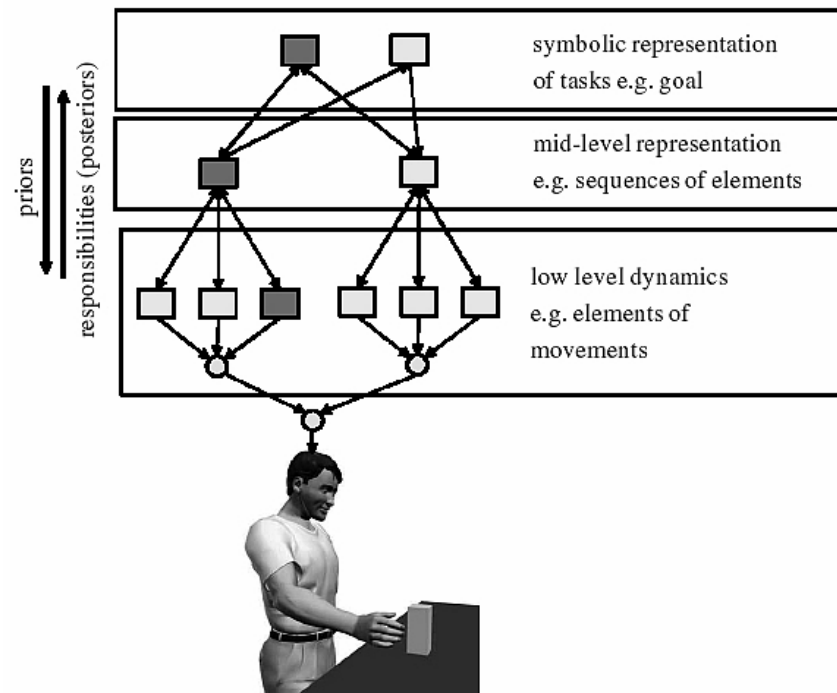 symbolic representation
of tasks e.g. goal
priors
responsibilities (posteriors)
mid-level representation
e.g. sequences of elements
low level dynamics
e.g. elements of
movements